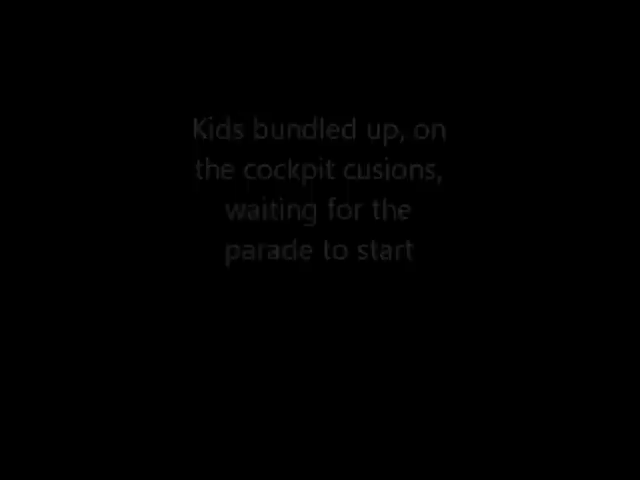 Kids bundled up, on
the cockpit cusions,
waiting for the
parade to start